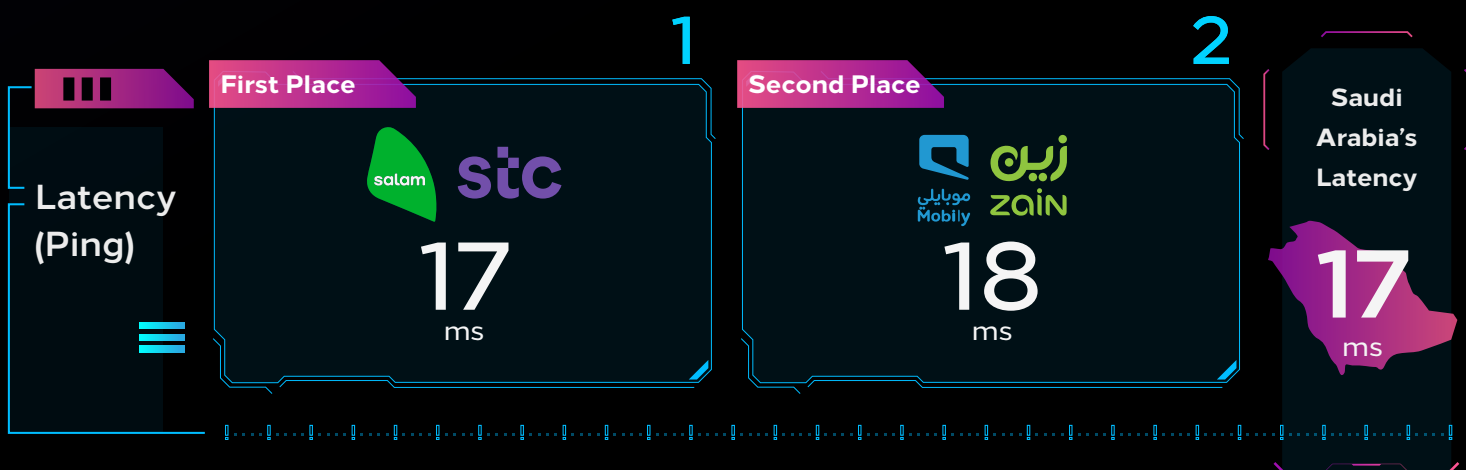 Latency
(Ping)
1
First Place
salam
stc
17
ms
2
Second Place
موبايلي
Mobily
زين
zain
18
ms
Saudi
Arabia’s
Latency
17
ms